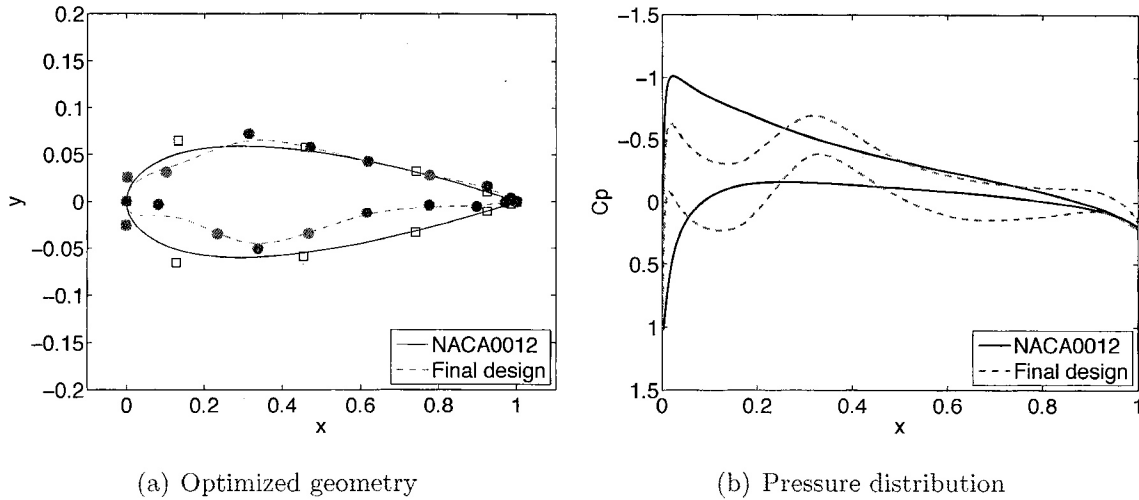 0.2
0.15
0.1
0.05
0
-0.05
-0.1
-0.15
-0.2
y
0 0.2 0.4 0.6 0.8 1
x
NACA0012
Final design
(a) Optimized geometry
-1.5
-1
-0.5
0
0.5
1
1.5
Cp
0 0.2 0.4 0.6 0.8 1
x
NACA0012
Final design
(b) Pressure distribution